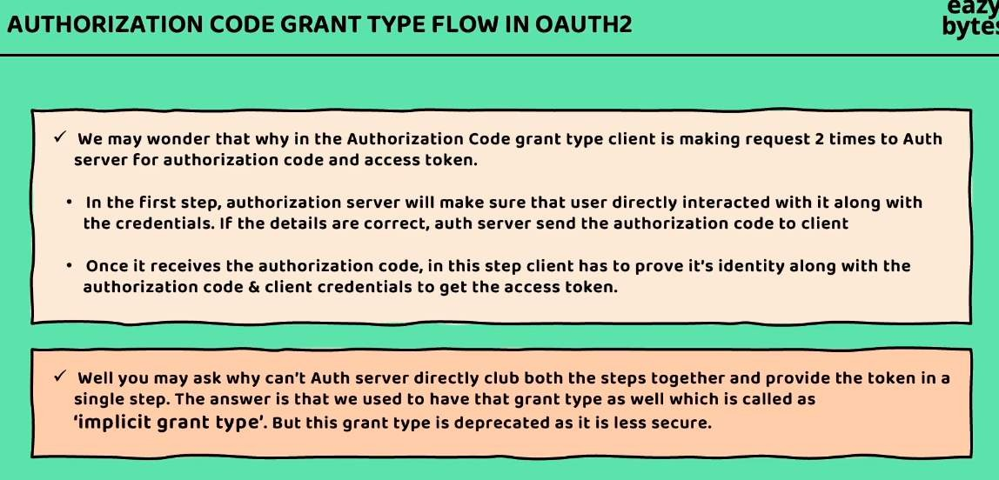 AUTHORIZATION CODE GRANT TYPE FLOW IN OAUTH2
eazy
bytes
✓ We may wonder that why in the Authorization Code grant type client is making request 2 times to Auth
server for authorization code and access token.
• In the first step, authorization server will make sure that user directly interacted with it along with
the credentials. If the details are correct, auth server send the authorization code to client
• Once it receives the authorization code, in this step client has to prove it's identity along with the
authorization code & client credentials to get the access token.
✓ Well you may ask why can't Auth server directly club both the steps together and provide the token in a
single step. The answer is that we used to have that grant type as well which is called as
'implicit grant type'. But this grant type is deprecated as it is less secure.